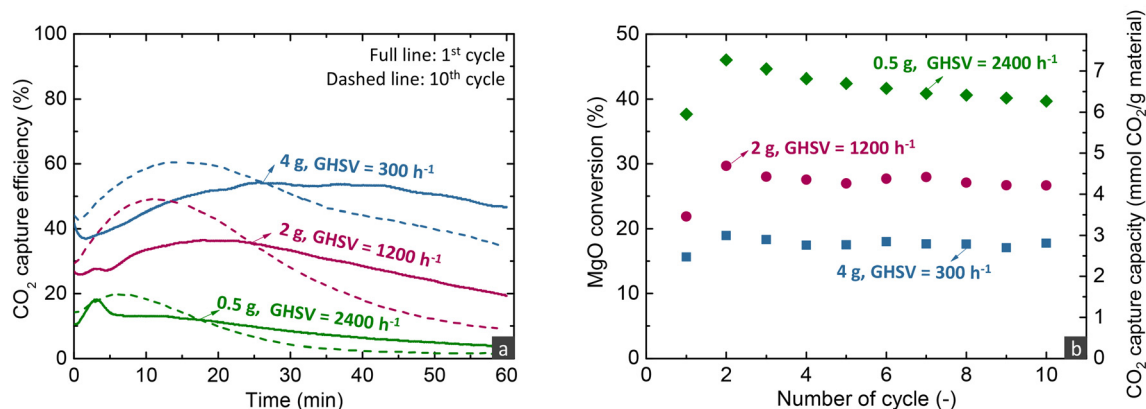 Full line: 1st cycle
Dashed line: 10th cycle
100
80
60
40
20
0
CO2 capture efficiency (%)
4 g, GHSV = 300 h-1
2 g, GHSV = 1200 h-1
0.5 g, GHSV = 2400 h-1
a
0 10 20 30 40 50 60
Time (min)
50
40
30
20
10
0
MgO conversion (%)
0.5 g, GHSV = 2400 h-1
2 g, GHSV = 1200 h-1
4 g, GHSV = 300 h-1
b
0 2 4 6 8 10
Number of cycle (-)
7
6
5
4
3
2
1
0
CO2 capture capacity (mmol CO2/g material)